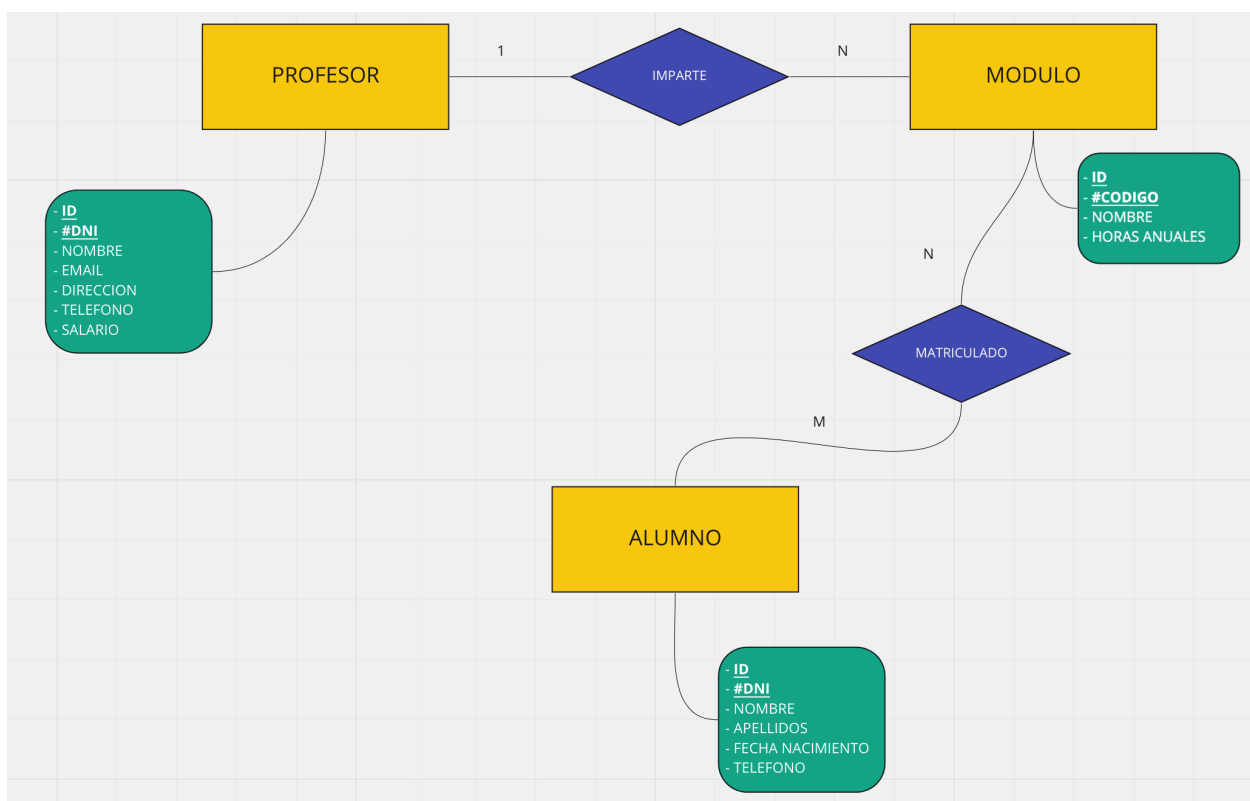 PROFESOR
1
IMPARTE
N
MODULO
- ID
- #DNI
- NOMBRE
- EMAIL
- DIRECCION
- TELEFONO
- SALARIO
- ID
- #CODIGO
- NOMBRE
- HORAS ANUALES
N
MATRICULADO
M
ALUMNO
- ID
- #DNI
- NOMBRE
- APELLIDOS
- FECHA NACIMIENTO
- TELEFONO